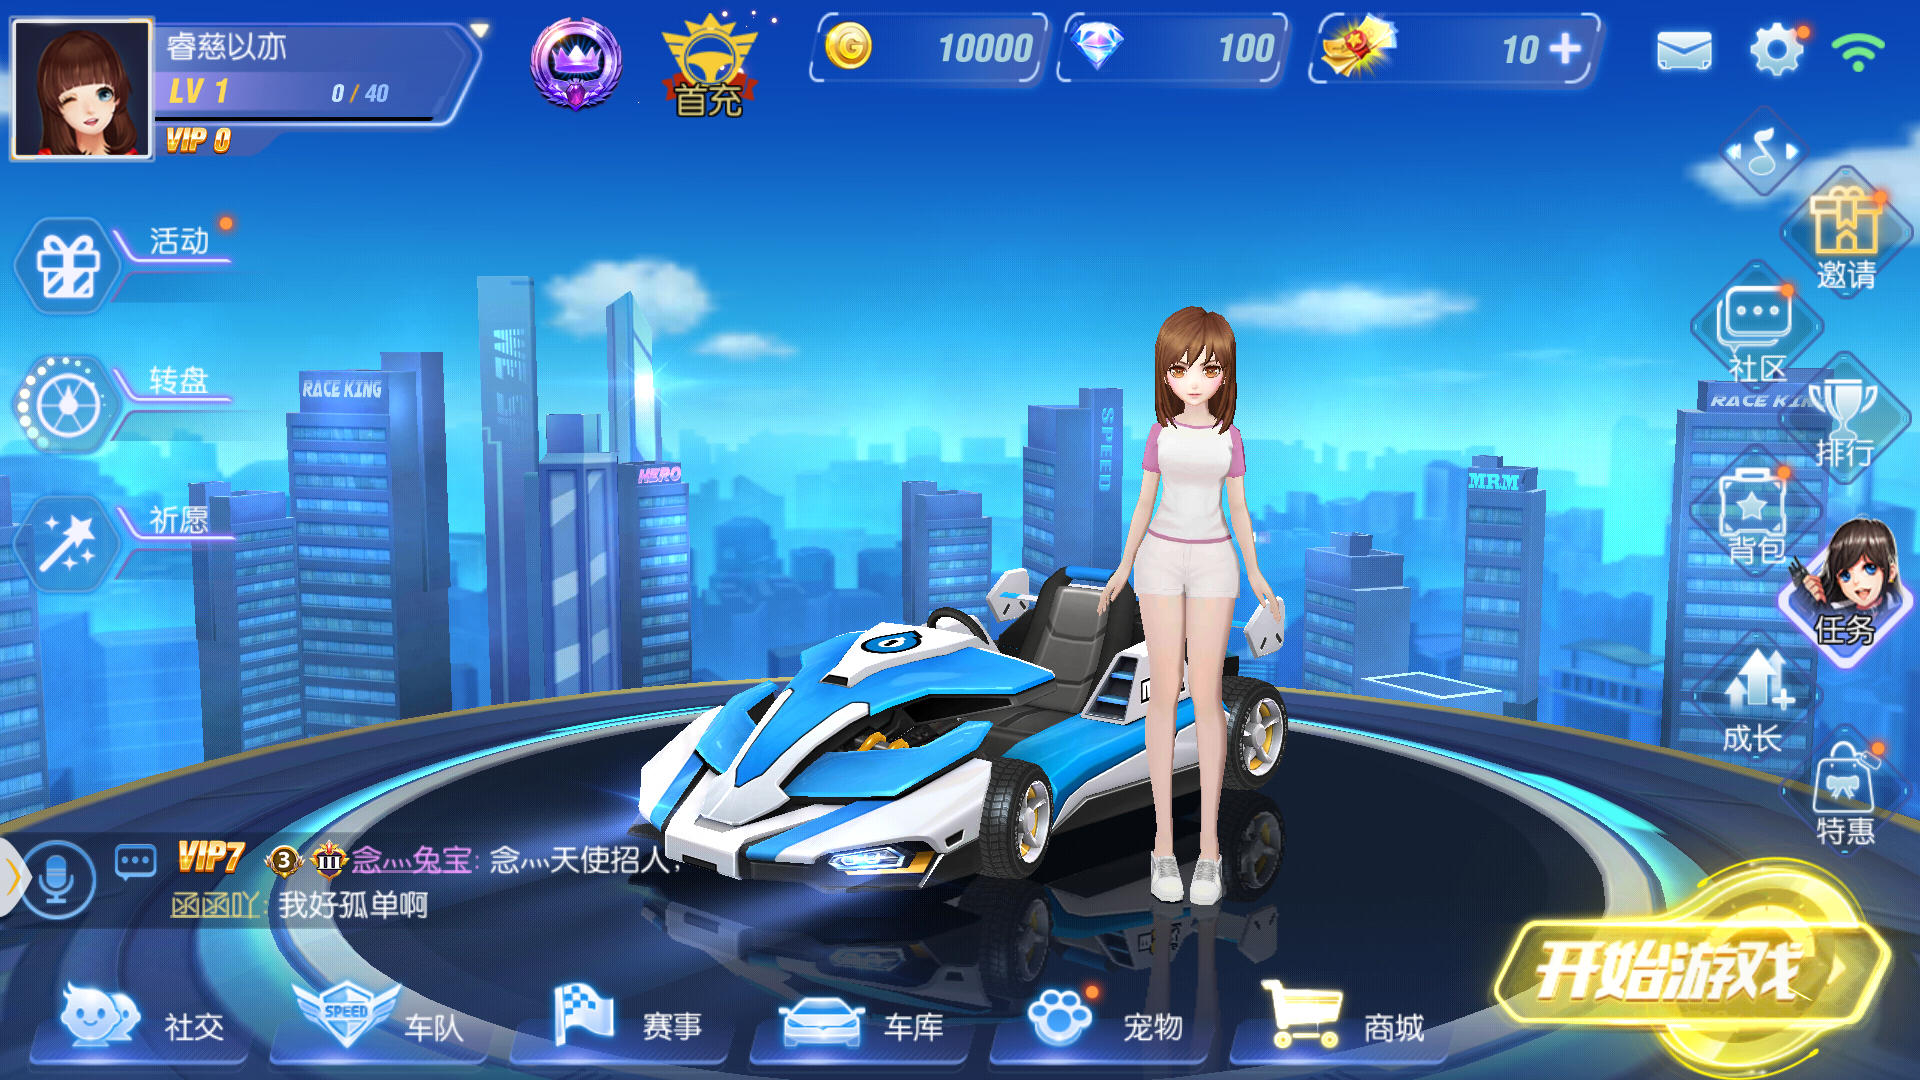 睿慈以亦
LV 1
0 / 40
VIP 0
首充
10000
100
10
活动
转盘
祈愿
邀请
社区
排行
背包
任务
成长
特惠
RACE KING
HERO
SPEED
MRM
RACE KIN
VIP7 3 III 念灬兔宝: 念灬天使招人,
函函吖: 我好孤单啊
开始游戏
社交
SPEED
车队
赛事
车库
宠物
商城